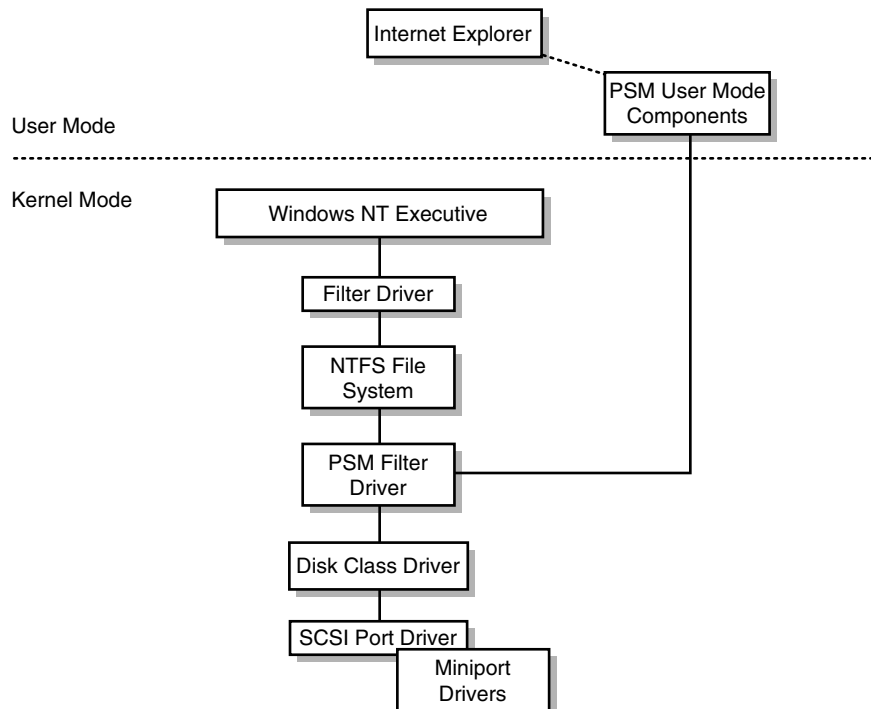 Internet Explorer
PSM User Mode
Components
User Mode
Kernel Mode
Windows NT Executive
Filter Driver
NTFS File
System
PSM Filter
Driver
Disk Class Driver
SCSI Port Driver
Miniport
Drivers